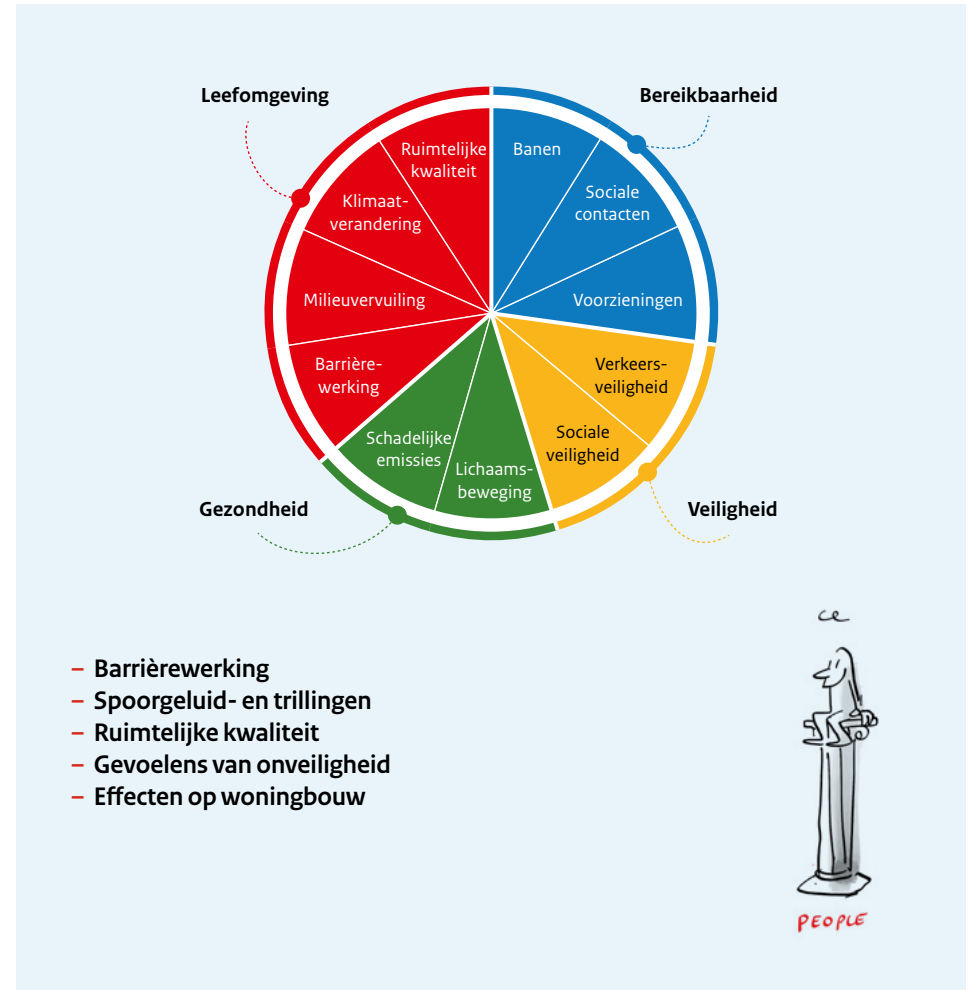 Leefomgeving
Bereikbaarheid
Ruimtelijke
kwaliteit
Banen
Klimaat-
verandering
Sociale
contacten
Milieuvervuiling
Voorzieningen
Barrière-
werking
Verkeers-
veiligheid
Schadelijke
emissies
Lichaams-
beweging
Sociale
veiligheid
Gezondheid
Veiligheid
– Barrièrewerking
– Spoorgeluid- en trillingen
– Ruimtelijke kwaliteit
– Gevoelens van onveiligheid
– Effecten op woningbouw
ce
PEOPLE